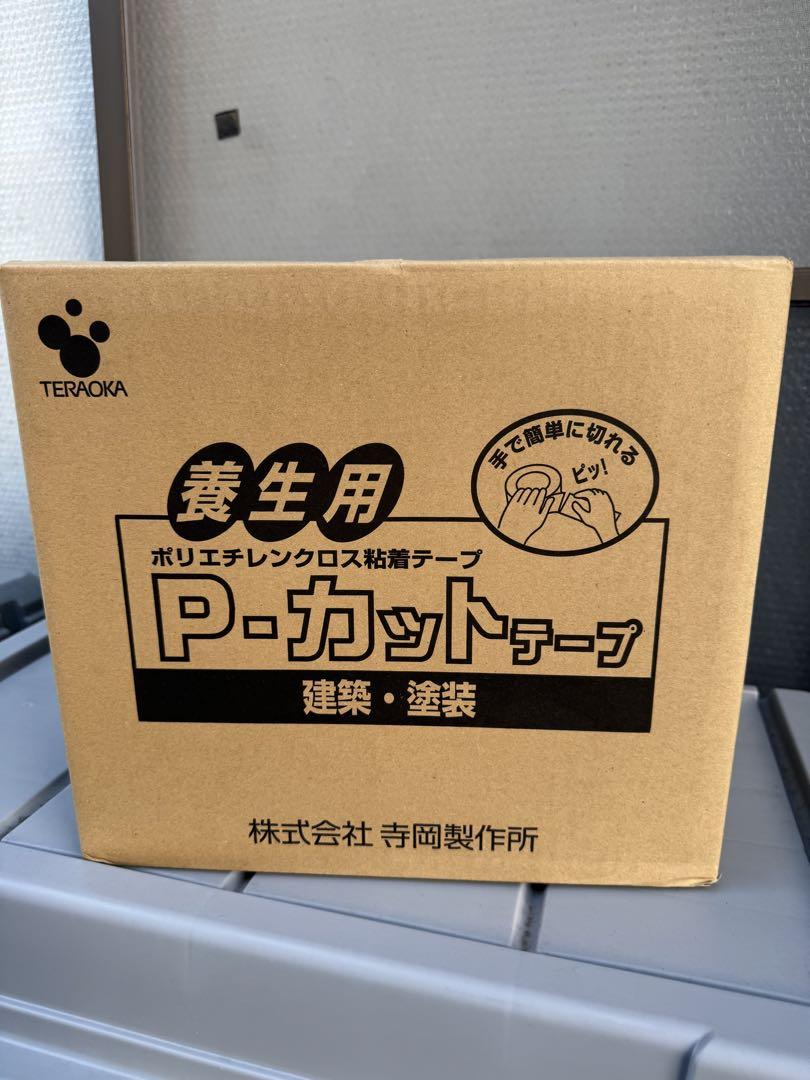 TERAOKA
手で簡単に切れる
ピッ!
養生用
ポリエチレンクロス粘着テープ
P-カットテープ
建築・塗装
株式会社 寺岡製作所